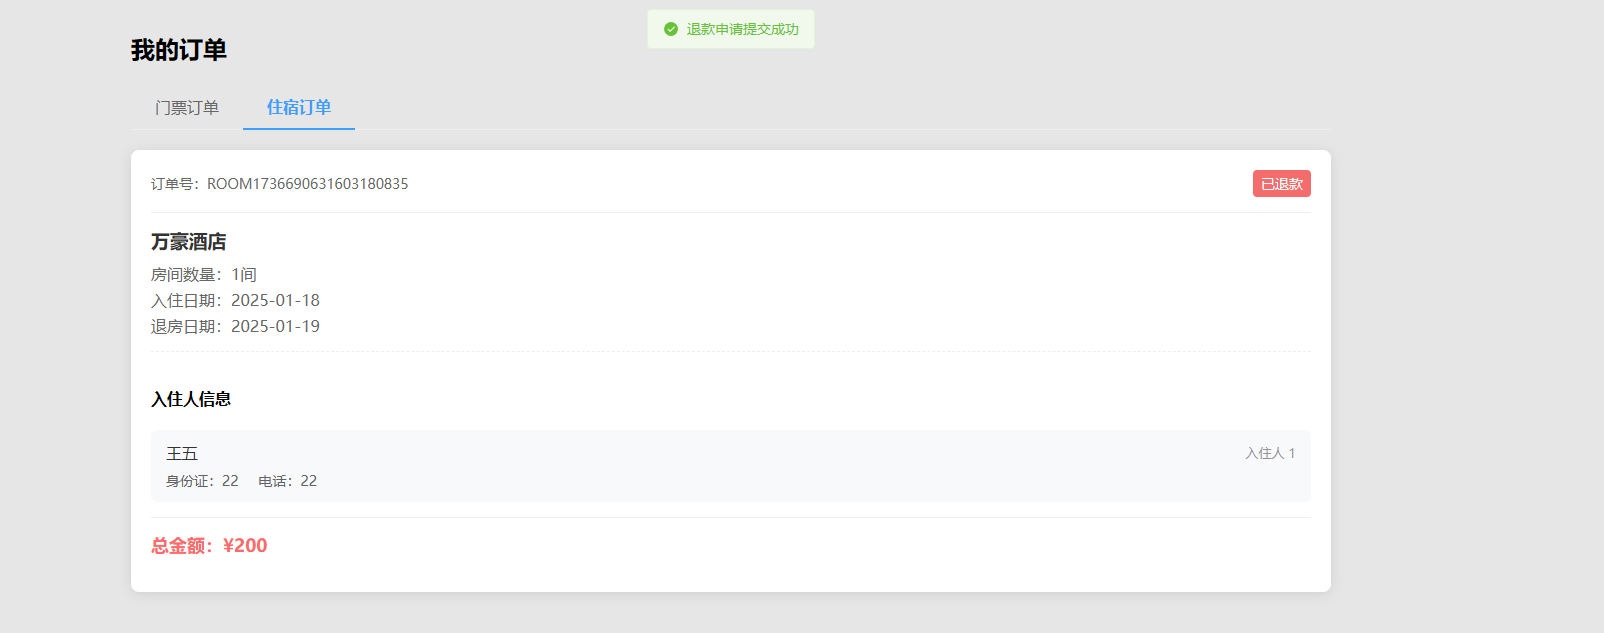 退款申请提交成功
我的订单
门票订单
住宿订单
订单号：ROOM1736690631603180835
已退款
万豪酒店
房间数量：1间
入住日期：2025-01-18
退房日期：2025-01-19
入住人信息
王五
入住人 1
身份证：22 电话：22
总金额：¥200